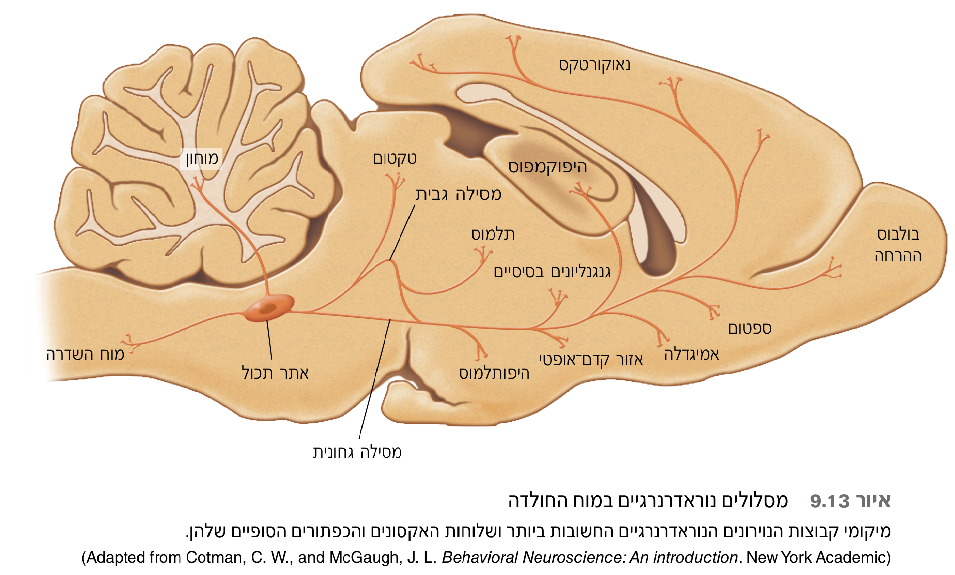 נאוקורטקס
מוחון
טקטום
היפוקמפוס
מסילה גבית
תלמוס
גנגליונים בסיסיים
בולבוס
ההרחה
ספטום
אמיגדלה
אזור קדם־אופטי
היפותלמוס
מוח השדרה
אתר תכול
מסילה גחונית
איור 9.13 מסלולים נוראדרנרגיים במוח החולדה
מיקומי קבוצות הנוירונים הנוראדרנרגיים החשובות ביותר ושלוחות האקסונים והכפתורים הסופיים שלהן.
(Adapted from Cotman, C. W., and McGaugh, J. L. Behavioral Neuroscience: An introduction. New York Academic)